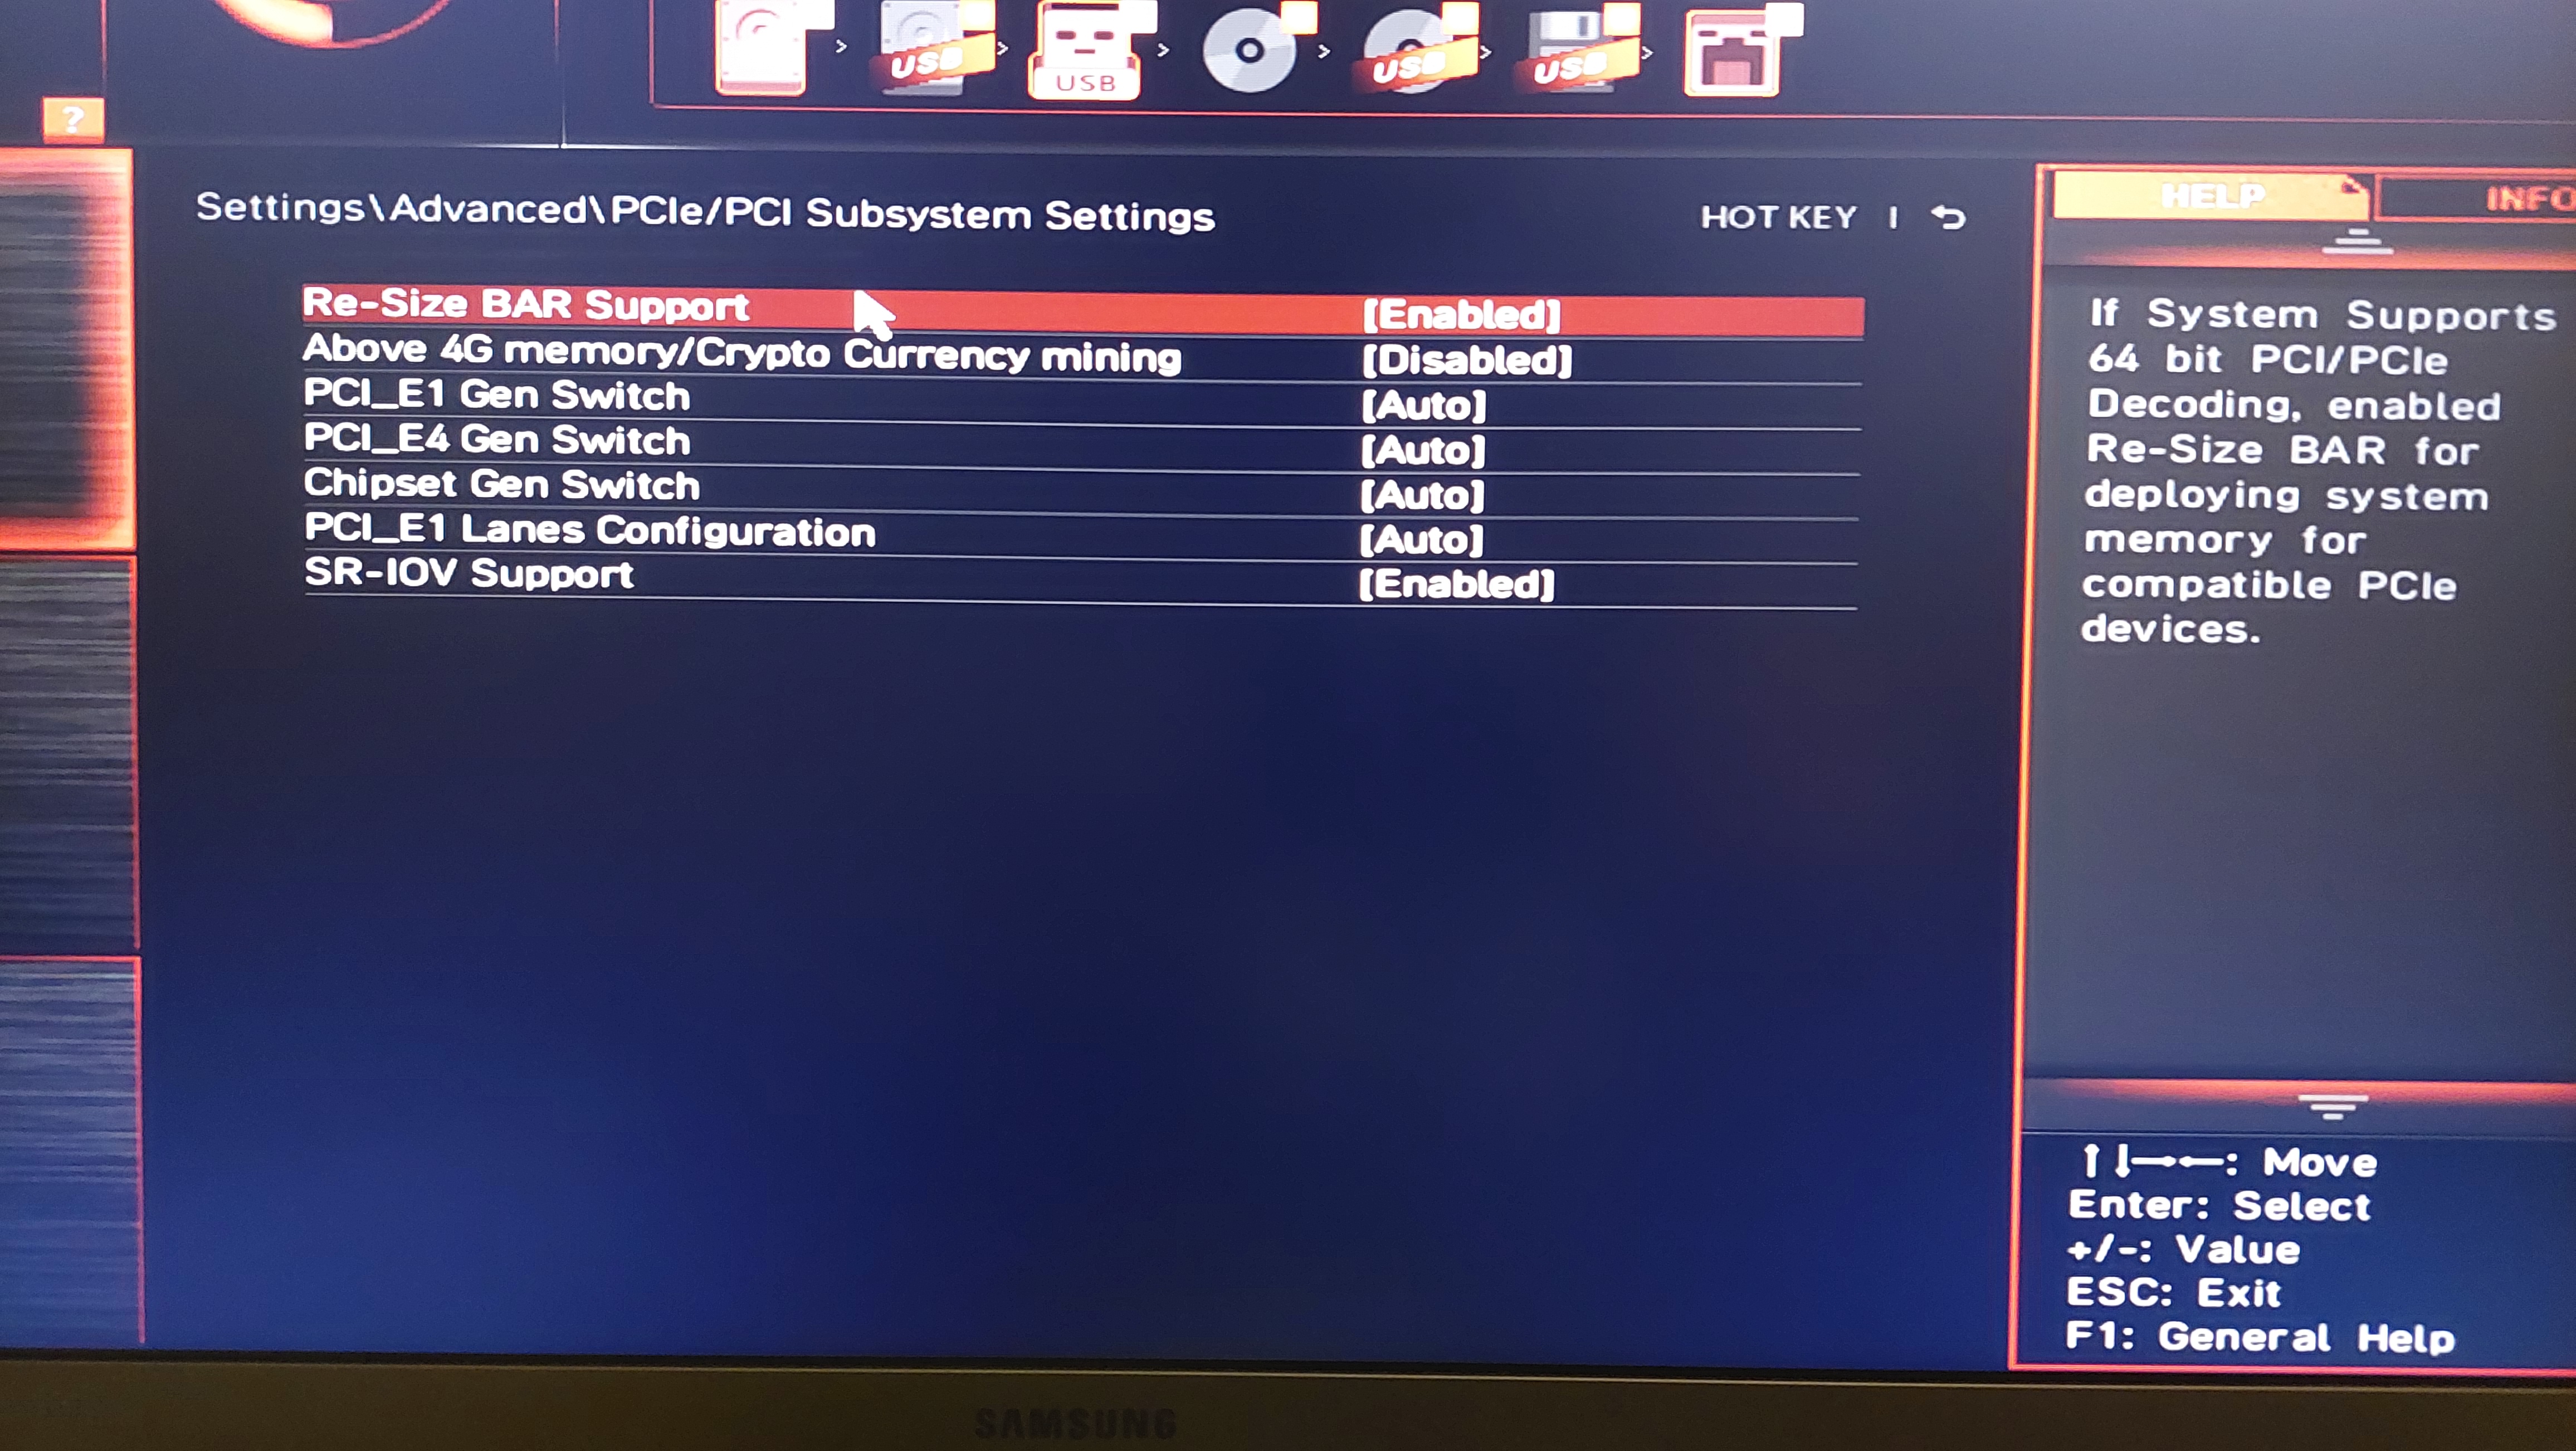 USB
USB
USB
USB
?
Settings\Advanced\PCIe/PCI Subsystem Settings
HOT KEY |
HELP
INFO
Re-Size BAR Support [Enabled]
Above 4G memory/Crypto Currency mining [Disabled]
PCI_E1 Gen Switch [Auto]
PCI_E4 Gen Switch [Auto]
Chipset Gen Switch [Auto]
PCI_E1 Lanes Configuration [Auto]
SR-IOV Support [Enabled]
If System Supports
64 bit PCI/PCIe
Decoding, enabled
Re-Size BAR for
deploying system
memory for
compatible PCIe
devices.
↑↓→←: Move
Enter: Select
+/-: Value
ESC: Exit
F1: General Help
SAMSUNG